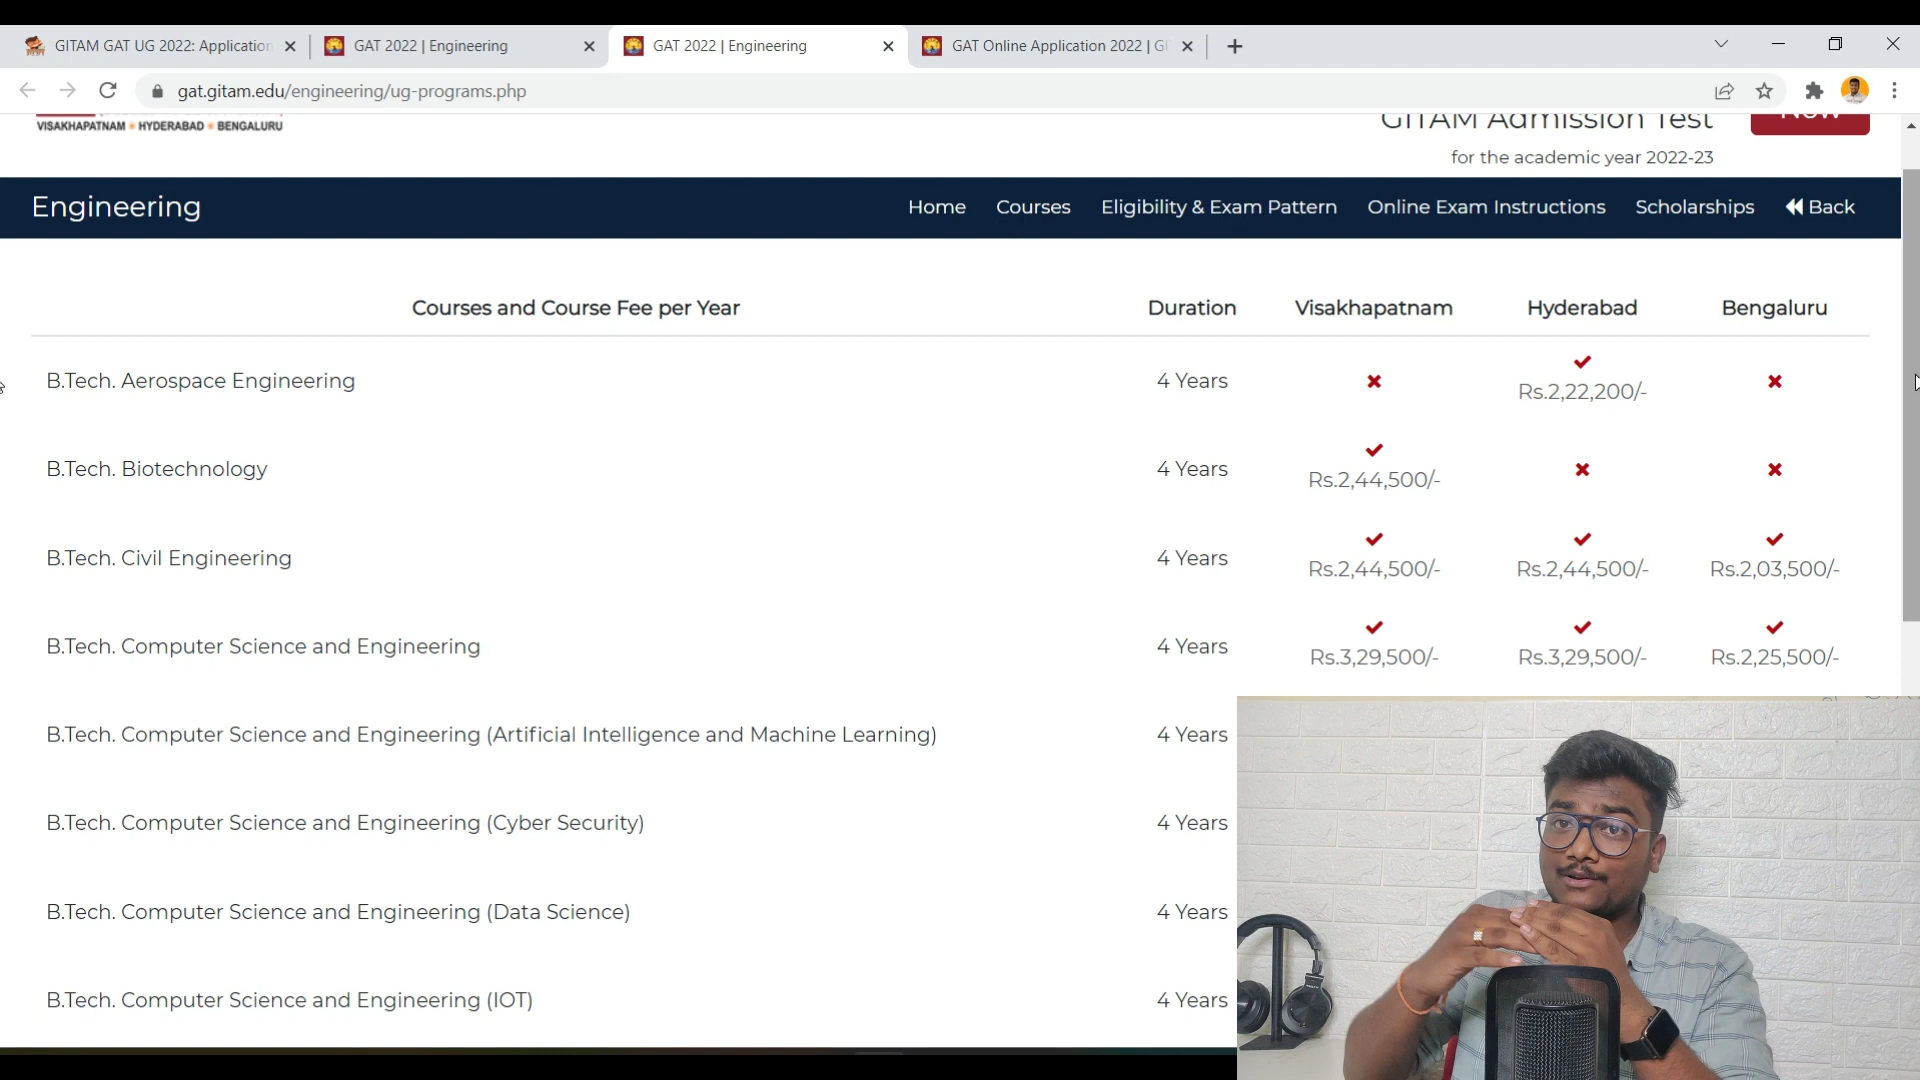 GITAM GAT UG 2022: Application
GAT 2022 | Engineering
GAT 2022 | Engineering
GAT Online Application 2022 | GI
gat.gitam.edu/engineering/ug-programs.php
VISAKHAPATNAM HYDERABAD BENGALURU
GITAM Admission Test
Now
for the academic year 2022-23
Engineering
Home Courses Eligibility & Exam Pattern Online Exam Instructions Scholarships Back
Courses and Course Fee per Year Duration Visakhapatnam Hyderabad Bengaluru
B.Tech. Aerospace Engineering 4 Years ✖ ✔ Rs.2,22,200/- ✖
B.Tech. Biotechnology 4 Years ✔ Rs.2,44,500/- ✖ ✖
B.Tech. Civil Engineering 4 Years ✔ Rs.2,44,500/- ✔ Rs.2,44,500/- ✔ Rs.2,03,500/-
B.Tech. Computer Science and Engineering 4 Years ✔ Rs.3,29,500/- ✔ Rs.3,29,500/- ✔ Rs.2,25,500/-
B.Tech. Computer Science and Engineering (Artificial Intelligence and Machine Learning) 4 Years
B.Tech. Computer Science and Engineering (Cyber Security) 4 Years
B.Tech. Computer Science and Engineering (Data Science) 4 Years
B.Tech. Computer Science and Engineering (IOT) 4 Years